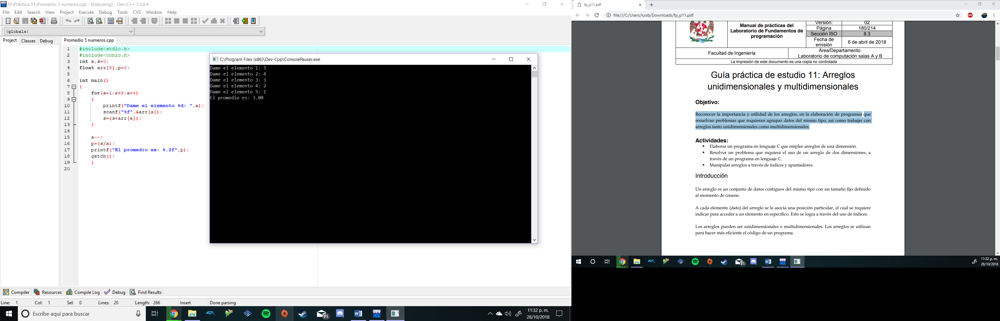 D:\Práctica 11\Promedio 5 numeros.cpp - [Executing] - Dev-C++ 5.3.0.4
File Edit Search View Project Execute Debug Tools CVS Window Help
(globals)
Project Classes Debug
Promedio 5 numeros.cpp
1 #include<stdio.h>
2 #include<conio.h>
3 int a,s=0;
4 float arr[8],p=0;
5
6 int main()
7 {
8 for(a=1;a<6;a++)
9 {
10 printf("Dame el elemento %d: ",a);
11 scanf("%f",&arr[a]);
12 s=(s+arr[a]);
13 }
14
15 a--;
16 p=(s/a);
17 printf("El promedio es: %.2f",p);
18 getch();
19 }
20
C:\Program Files (x86)\Dev-Cpp\ConsolePauser.exe
Dame el elemento 1: 5
Dame el elemento 2: 4
Dame el elemento 3: 3
Dame el elemento 4: 2
Dame el elemento 5: 1
El promedio es: 3.00
Compiler Resources Compile Log Debug Find Results
Line: 1 Col: 1 Sel: 0 Lines: 20 Length: 266 Insert Done parsing
Escribe aquí para buscar
25
W
DEV
11:32 p. m.
28/10/2018
fp_p11.pdf
file:///C:/Users/luisb/Downloads/fp_p11.pdf
ABP
Manual de prácticas del
Laboratorio de Fundamentos de
programación
Versión: 02
Página 180/214
Sección ISO 8.3
Fecha de
emisión
6 de abril de 2018
Facultad de Ingeniería
Área/Departamento:
Laboratorio de computación salas A y B
La impresión de este documento es una copia no controlada
Guía práctica de estudio 11: Arreglos
unidimensionales y multidimensionales
Objetivo:
Reconocer la importancia y utilidad de los arreglos, en la elaboración de programas que
resuelvan problemas que requieran agrupar datos del mismo tipo, así como trabajar con
arreglos tanto unidimensionales como multidimensionales.
Actividades:
▪ Elaborar un programa en lenguaje C que emplee arreglos de una dimensión.
▪ Resolver un problema que requiera el uso de un arreglo de dos dimensiones, a
través de un programa en lenguaje C.
▪ Manipular arreglos a través de índices y apuntadores.
Introducción
Un arreglo es un conjunto de datos contiguos del mismo tipo con un tamaño fijo definido
al momento de crearse.
A cada elemento (dato) del arreglo se le asocia una posición particular, el cual se requiere
indicar para acceder a un elemento en específico. Esto se logra a través del uso de índices.
Los arreglos pueden ser unidimensionales o multidimensionales. Los arreglos se utilizan
para hacer más eficiente el código de un programa.
25
W
DEV
11:32 p. m.
28/10/2018